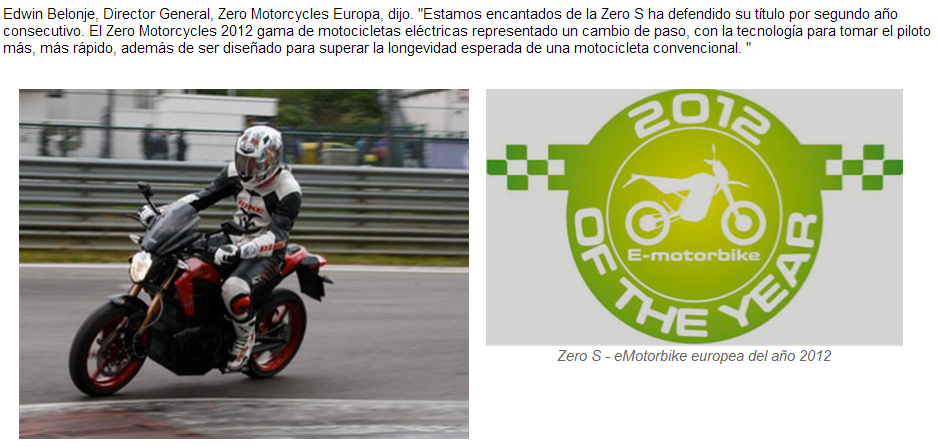 Edwin Belonje, Director General, Zero Motorcycles Europa, dijo. "Estamos encantados de la Zero S ha defendido su título por segundo año
consecutivo. El Zero Motorcycles 2012 gama de motocicletas eléctricas representado un cambio de paso, con la tecnología para tomar el piloto
más, más rápido, además de ser diseñado para superar la longevidad esperada de una motocicleta convencional. "
2012
E-motorbike
OF THE YEAR
Zero S - eMotorbike europea del año 2012